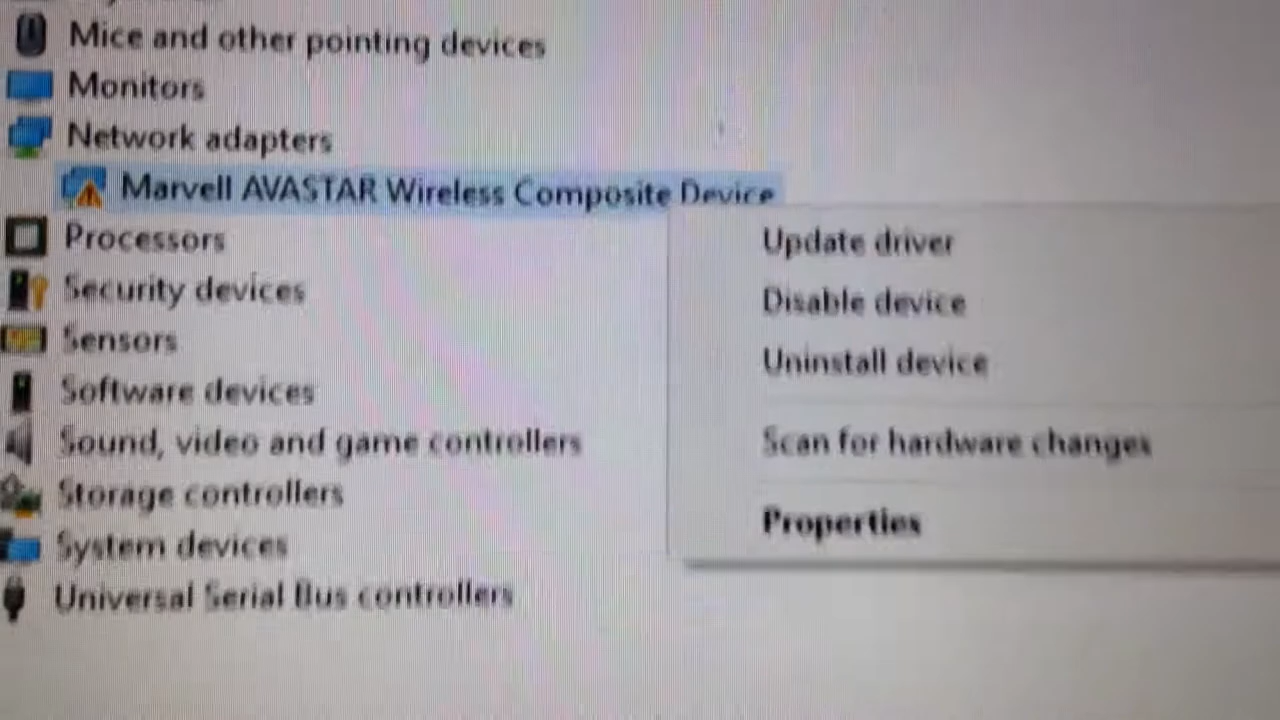 Mice and other pointing devices
Monitors
Network adapters
Marvell AVASTAR Wireless Composite Device
Processors
Security devices
Sensors
Software devices
Sound, video and game controllers
Storage controllers
System devices
Universal Serial Bus controllers
Update driver
Disable device
Uninstall device
Scan for hardware changes
Properties